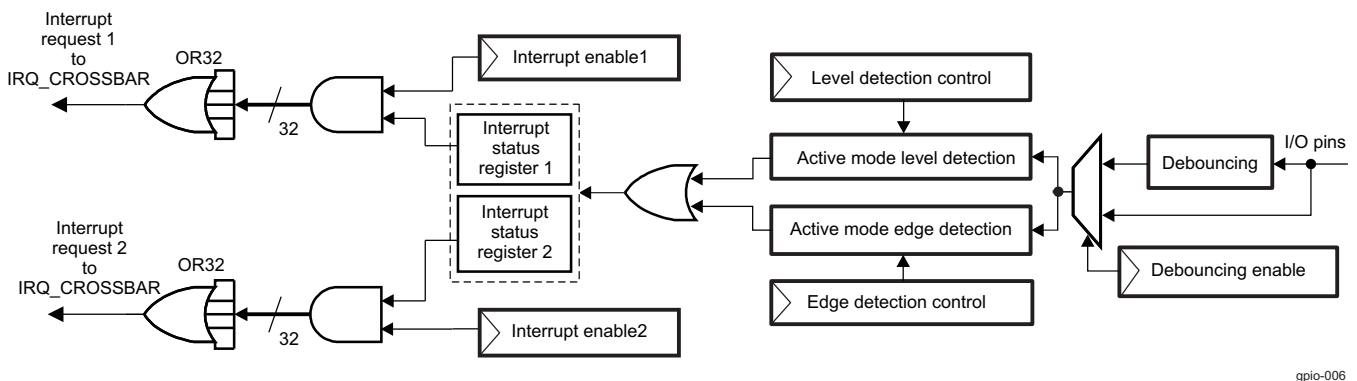 Interrupt
request 1
to
IRQ_CROSSBAR
OR32
32
Interrupt enable1
Interrupt
status
register 1
Interrupt
status
register 2
Interrupt
request 2
to
IRQ_CROSSBAR
OR32
32
Interrupt enable2
Level detection control
Active mode level detection
Active mode edge detection
Edge detection control
Debouncing
I/O pins
Debouncing enable
gpio-006